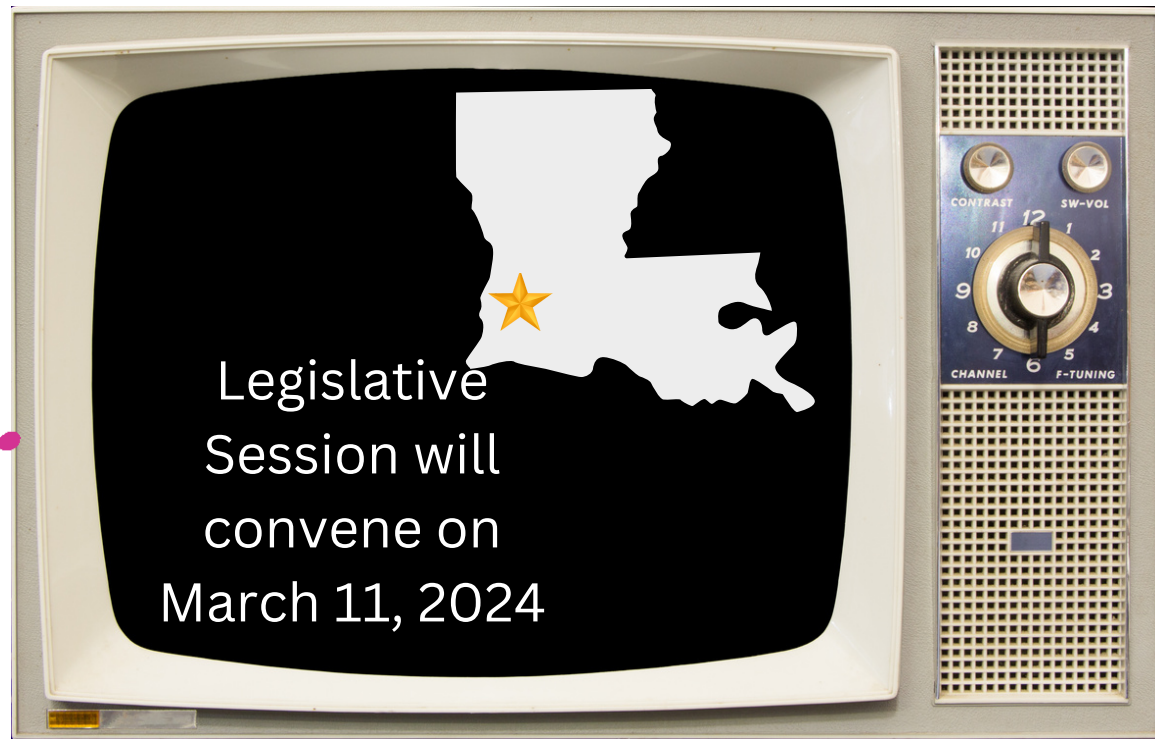 Legislative
Session will
convene on
March 11, 2024
CONTRAST
SW-VOL
12
11
1
10
2
9
3
8
4
7
5
6
CHANNEL
F-TUNING